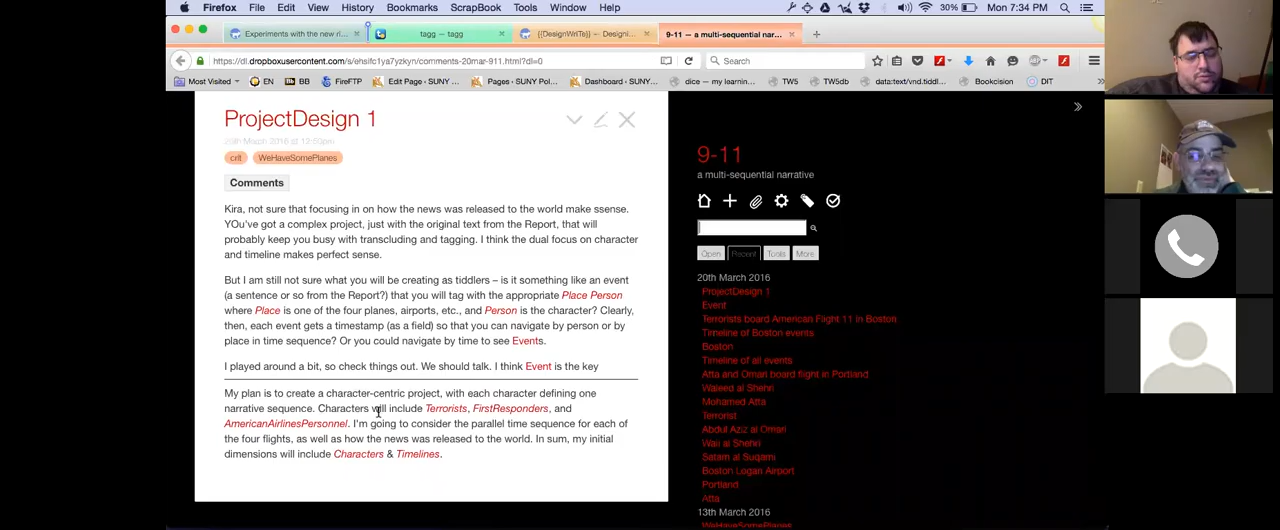 Firefox File Edit View History Bookmarks ScrapBook Tools Window Help
30% Mon 7:34 PM
Experiments with the new ri...
tagg — tagg
{{DesignWriTe}} — Designi...
9-11 — a multi-sequential nar...
https://dl.dropboxusercontent.com/s/ehsifc1ya7yzkyn/comments-20mar-911.html?dl=0
Search
Most Visited EN FireFTP Edit Page ‹ SUNY ... Pages ‹ SUNY Pol... Dashboard ‹ SUNY... dice — my learnin... TW5 TW5db data:text/vnd.tiddl... Bookcision DIT
BB
ProjectDesign 1
20th March 2016 at 12:50pm
crit WeHaveSomePlanes
Comments
Kira, not sure that focusing in on how the news was released to the world make ssense.
YOu've got a complex project, just with the original text from the Report, that will
probably keep you busy with transcluding and tagging. I think the dual focus on character
and timeline makes perfect sense.
But I am still not sure what you will be creating as tiddlers – is it something like an event
(a sentence or so from the Report?) that you will tag with the appropriate Place Person
where Place is one of the four planes, airports, etc., and Person is the character? Clearly,
then, each event gets a timestamp (as a field) so that you can navigate by person or by
place in time sequence? Or you could navigate by time to see Events.
I played around a bit, so check things out. We should talk. I think Event is the key
My plan is to create a character-centric project, with each character defining one
narrative sequence. Characters will include Terrorists, FirstResponders, and
AmericanAirlinesPersonnel. I'm going to consider the parallel time sequence for each of
the four flights, as well as how the news was released to the world. In sum, my initial
dimensions will include Characters & Timelines.
9-11
a multi-sequential narrative
Open Recent Tools More
20th March 2016
ProjectDesign 1
Event
Terrorists board American Flight 11 in Boston
Timeline of Boston events
Boston
Timeline of all events
Atta and Omari board flight in Portland
Waleed al Shehri
Mohamed Atta
Terrorist
Abdul Aziz al Omari
Wail al Shehri
Satam al Suqami
Boston Logan Airport
Portland
Atta
13th March 2016
WeHaveSomePlanes